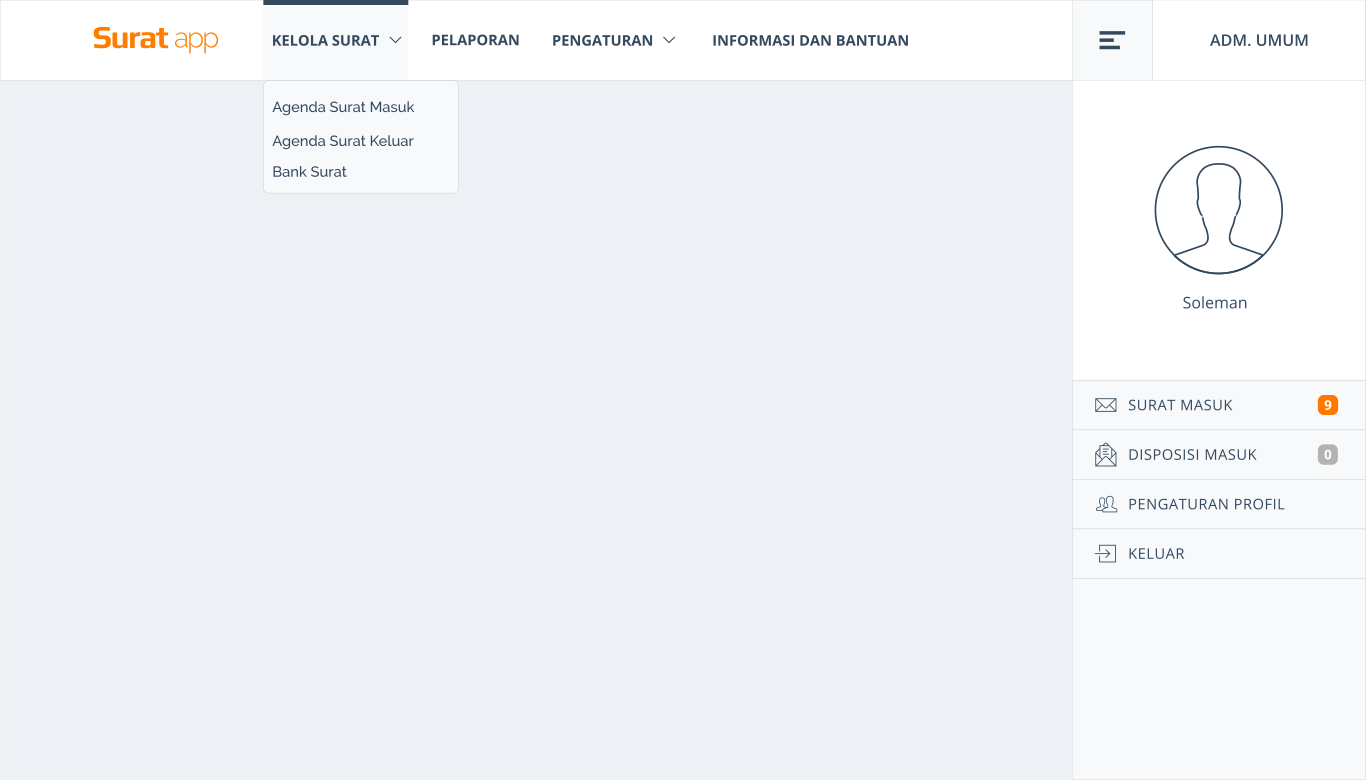 Surat app
KELOLA SURAT
PELAPORAN
PENGATURAN
INFORMASI DAN BANTUAN
ADM. UMUM
Agenda Surat Masuk
Agenda Surat Keluar
Bank Surat
Soleman
SURAT MASUK 9
DISPOSISI MASUK 0
PENGATURAN PROFIL
KELUAR